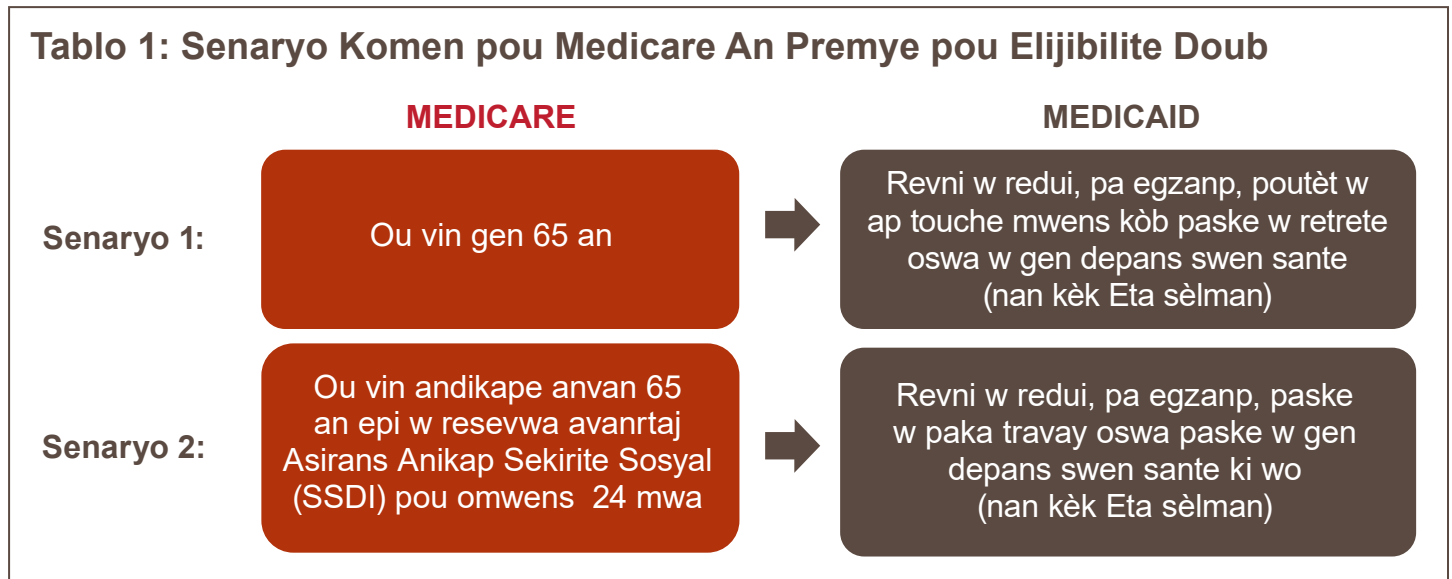 Tablo 1: Senaryo Komen pou Medicare An Premye pou Elijibilite Doub
MEDICARE
MEDICAID
Senaryo 1:
Ou vin gen 65 an
Revni w redui, pa egzanp, poutèt w
ap touche mwens kòb paske w retrete
oswa w gen depans swen sante
(nan kèk Eta sèlman)
Senaryo 2:
Ou vin andikape anvan 65
an epi w resevwa avanrtaj
Asirans Anikap Sekirite Sosyal
(SSDI) pou omwens 24 mwa
Revni w redui, pa egzanp, paske
w paka travay oswa paske w gen
depans swen sante ki wo
(nan kèk Eta sèlman)